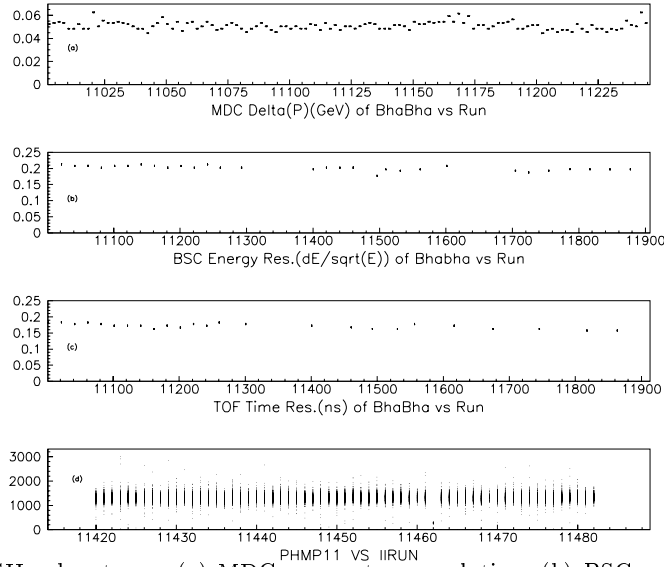 0.06
0.04
0.02
0
(a)
11025 11050 11075 11100 11125 11150 11175 11200 11225
MDC Delta(P)(GeV) of BhaBha vs Run
0.25
0.2
0.15
0.1
0.05
0
(b)
11100 11200 11300 11400 11500 11600 11700 11800 11900
BSC Energy Res.(dE/sqrt(E)) of Bhabha vs Run
0.25
0.2
0.15
0.1
0.05
0
(c)
11100 11200 11300 11400 11500 11600 11700 11800 11900
TOF Time Res.(ns) of BhaBha vs Run
3000
2000
1000
0
(d)
11420 11430 11440 11450 11460 11470 11480
PHMP11 VS IIRUN